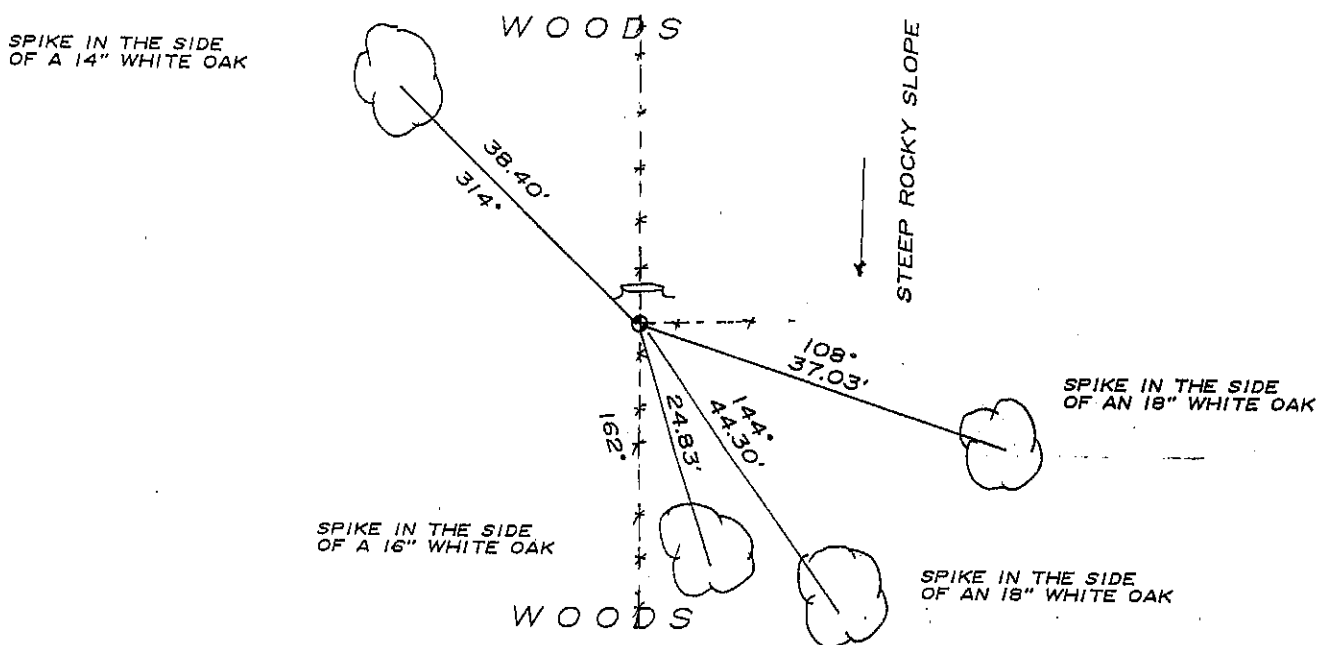 WOODS
SPIKE IN THE SIDE
OF A 14" WHITE OAK
STEEP ROCKY SLOPE
38.40'
314°
108°
37.03'
SPIKE IN THE SIDE
OF AN 18" WHITE OAK
144°
44.30'
24.83'
162°
SPIKE IN THE SIDE
OF A 16" WHITE OAK
SPIKE IN THE SIDE
OF AN 18" WHITE OAK
WOODS